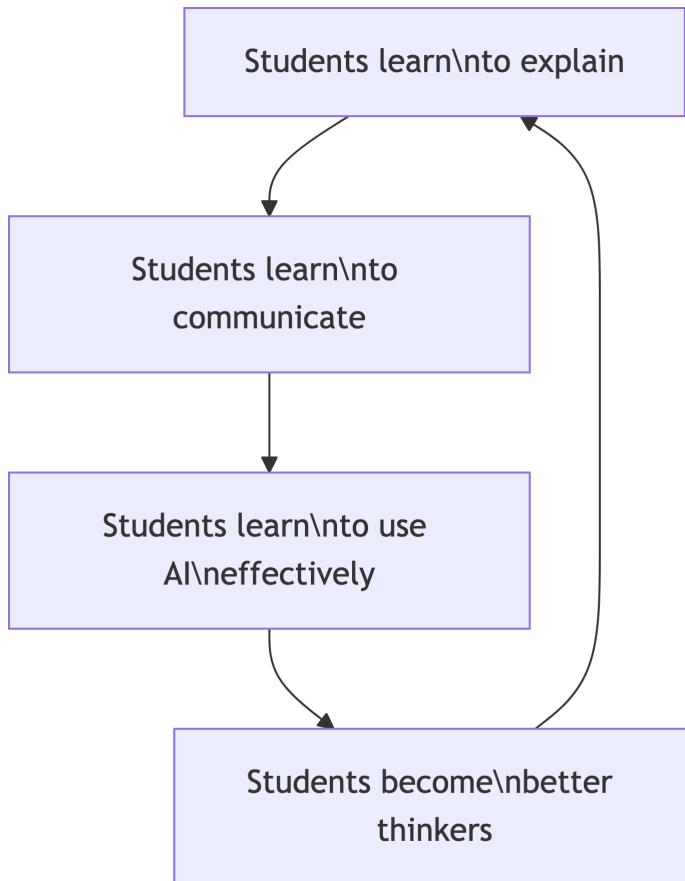 Students learn\nto explain
Students learn\nto
communicate
Students learn\nto use
AI\neffectively
Students become\nbetter
thinkers